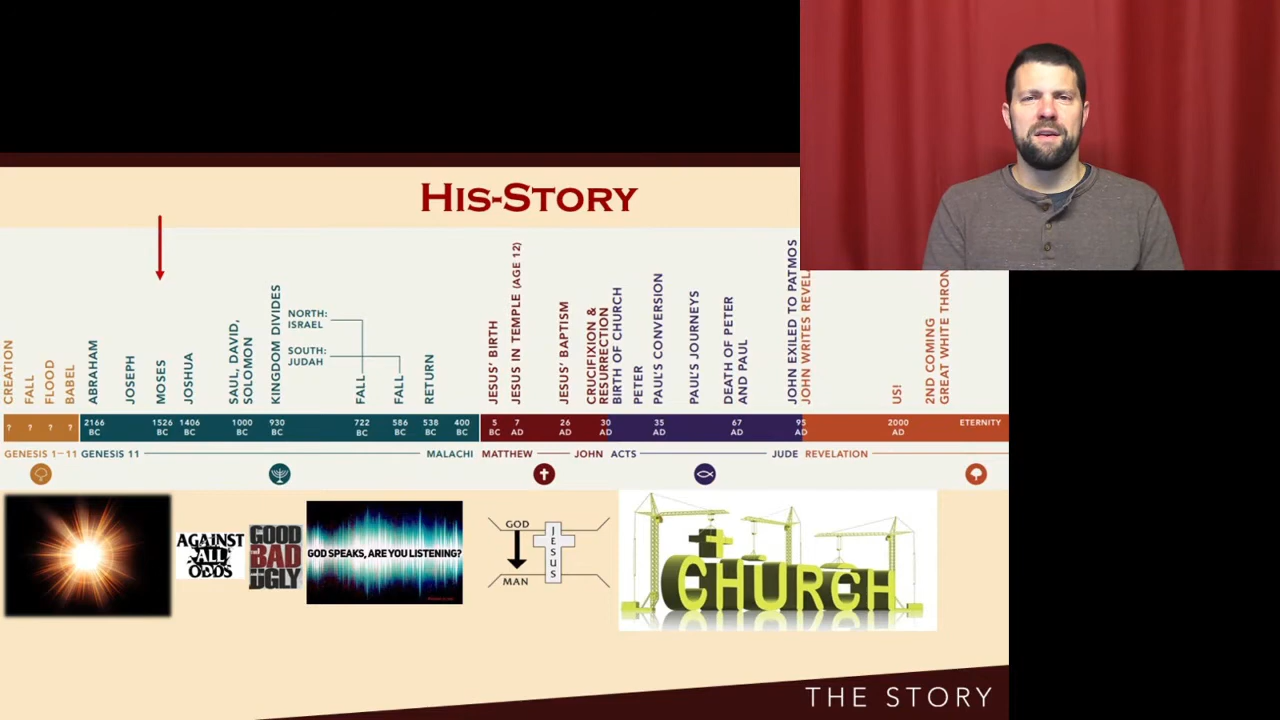 His-Story
CREATION
FALL
FLOOD
BABEL
ABRAHAM
JOSEPH
MOSES
JOSHUA
SAUL, DAVID,
SOLOMON
KINGDOM DIVIDES
NORTH:
ISRAEL
SOUTH:
JUDAH
FALL
FALL
RETURN
JESUS' BIRTH
JESUS IN TEMPLE (AGE 12)
JESUS' BAPTISM
CRUCIFIXION &
RESURRECTION
BIRTH OF CHURCH
PETER
PAUL'S CONVERSION
PAUL'S JOURNEYS
DEATH OF PETER
AND PAUL
JOHN EXILED TO PATMOS
JOHN WRITES
US!
2ND COMING
GREAT WHITE
? ? ? ? 2166 1526 1406 1000 930 722 586 538 400 5 7 26 30 35 67 95 2000 ETERNITY
BC BC BC BC BC BC BC BC BC BC AD AD AD AD AD AD AD
GENESIS 1–11 GENESIS 11 MALACHI MATTHEW JOHN ACTS JUDE REVELATION
AGAINST
ALL
ODDS
GOOD
BAD
UGLY
GOD SPEAKS, ARE YOU LISTENING?
GOD
JESUS
MAN
CHURCH
THE STORY